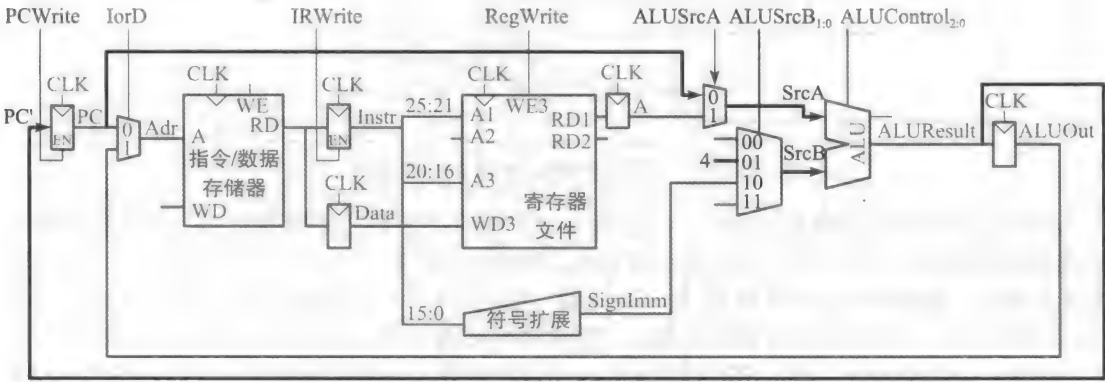 PCWrite IorD IRWrite RegWrite ALUSrcA ALUSrcB1:0 ALUControl2:0
CLK CLK CLK CLK CLK CLK
PC' PC EN
0
1
Adr
A
WE
RD
指令/数据
存储器
WD
EN
Instr
CLK
Data
25:21
20:16
15:0
A1
A2
A3
WD3
WE3
RD1
RD2
寄存器
文件
A
0
1
SrcA
4
00
01
10
11
SrcB
ALU
ALUResult
ALUOut
SignImm
符号扩展